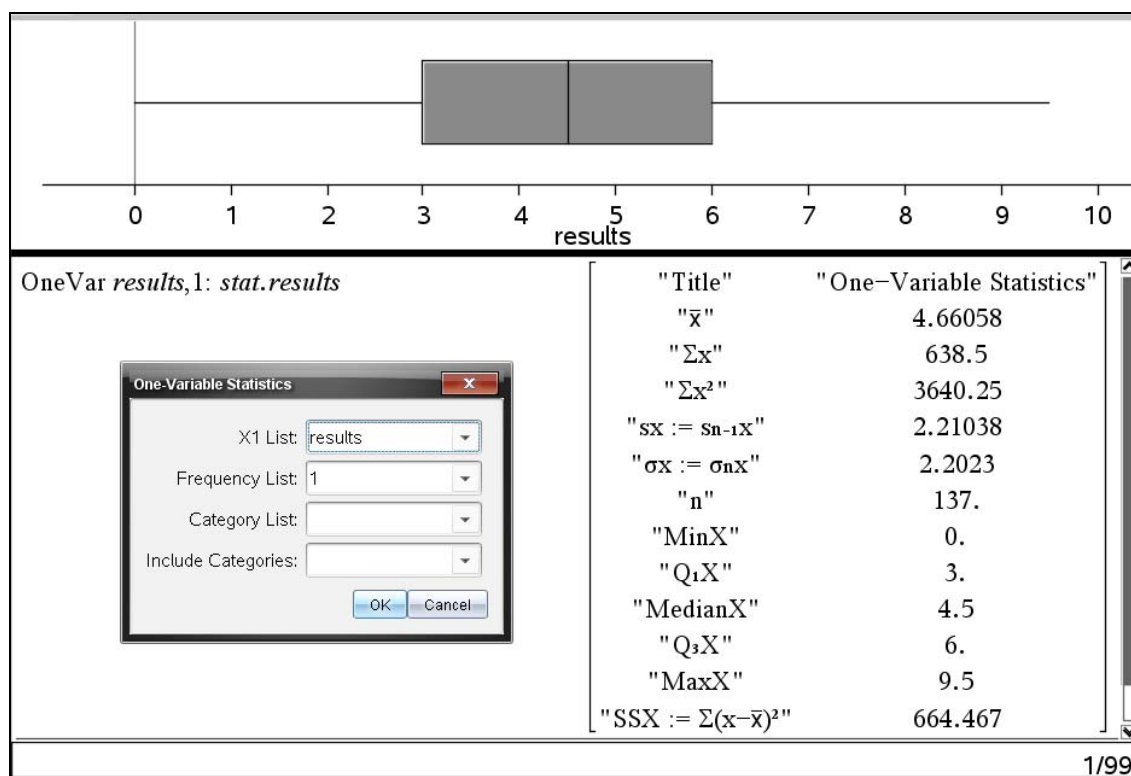 0 1 2 3 4 5 6 7 8 9 10
results
OneVar results,1: stat.results
One-Variable Statistics
X1 List: results
Frequency List: 1
Category List:
Include Categories:
OK Cancel
"Title" "One−Variable Statistics"
"x̄" 4.66058
"Σx" 638.5
"Σx²" 3640.25
"sx := sn-1x" 2.21038
"σx := σnx" 2.2023
"n" 137.
"MinX" 0.
"Q₁X" 3.
"MedianX" 4.5
"Q₃X" 6.
"MaxX" 9.5
"SSX := Σ(x−x̄)²" 664.467
1/99